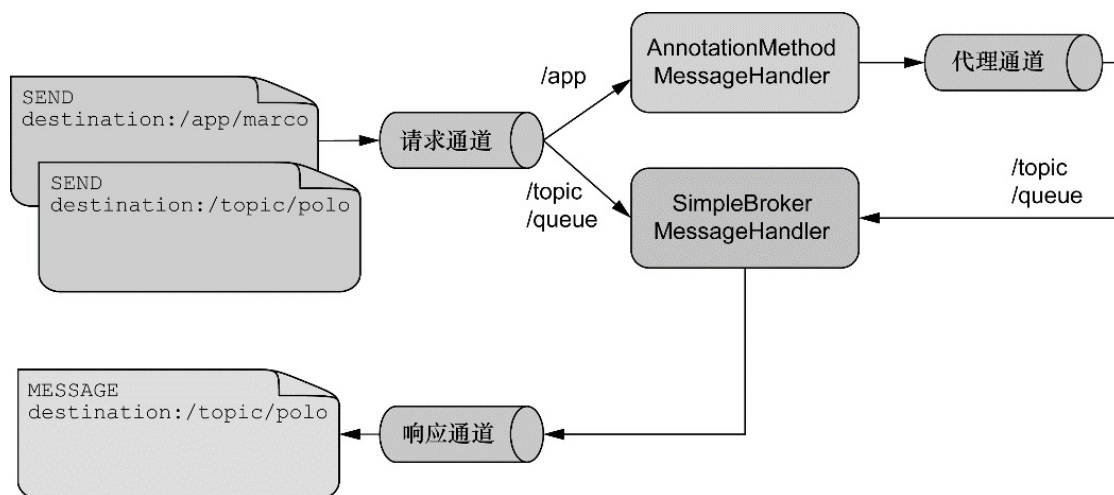 SEND
destination:/app/marco
SEND
destination:/topic/polo
请求通道
/app
/topic
/queue
AnnotationMethod
MessageHandler
代理通道
SimpleBroker
MessageHandler
/topic
/queue
MESSAGE
destination:/topic/polo
响应通道